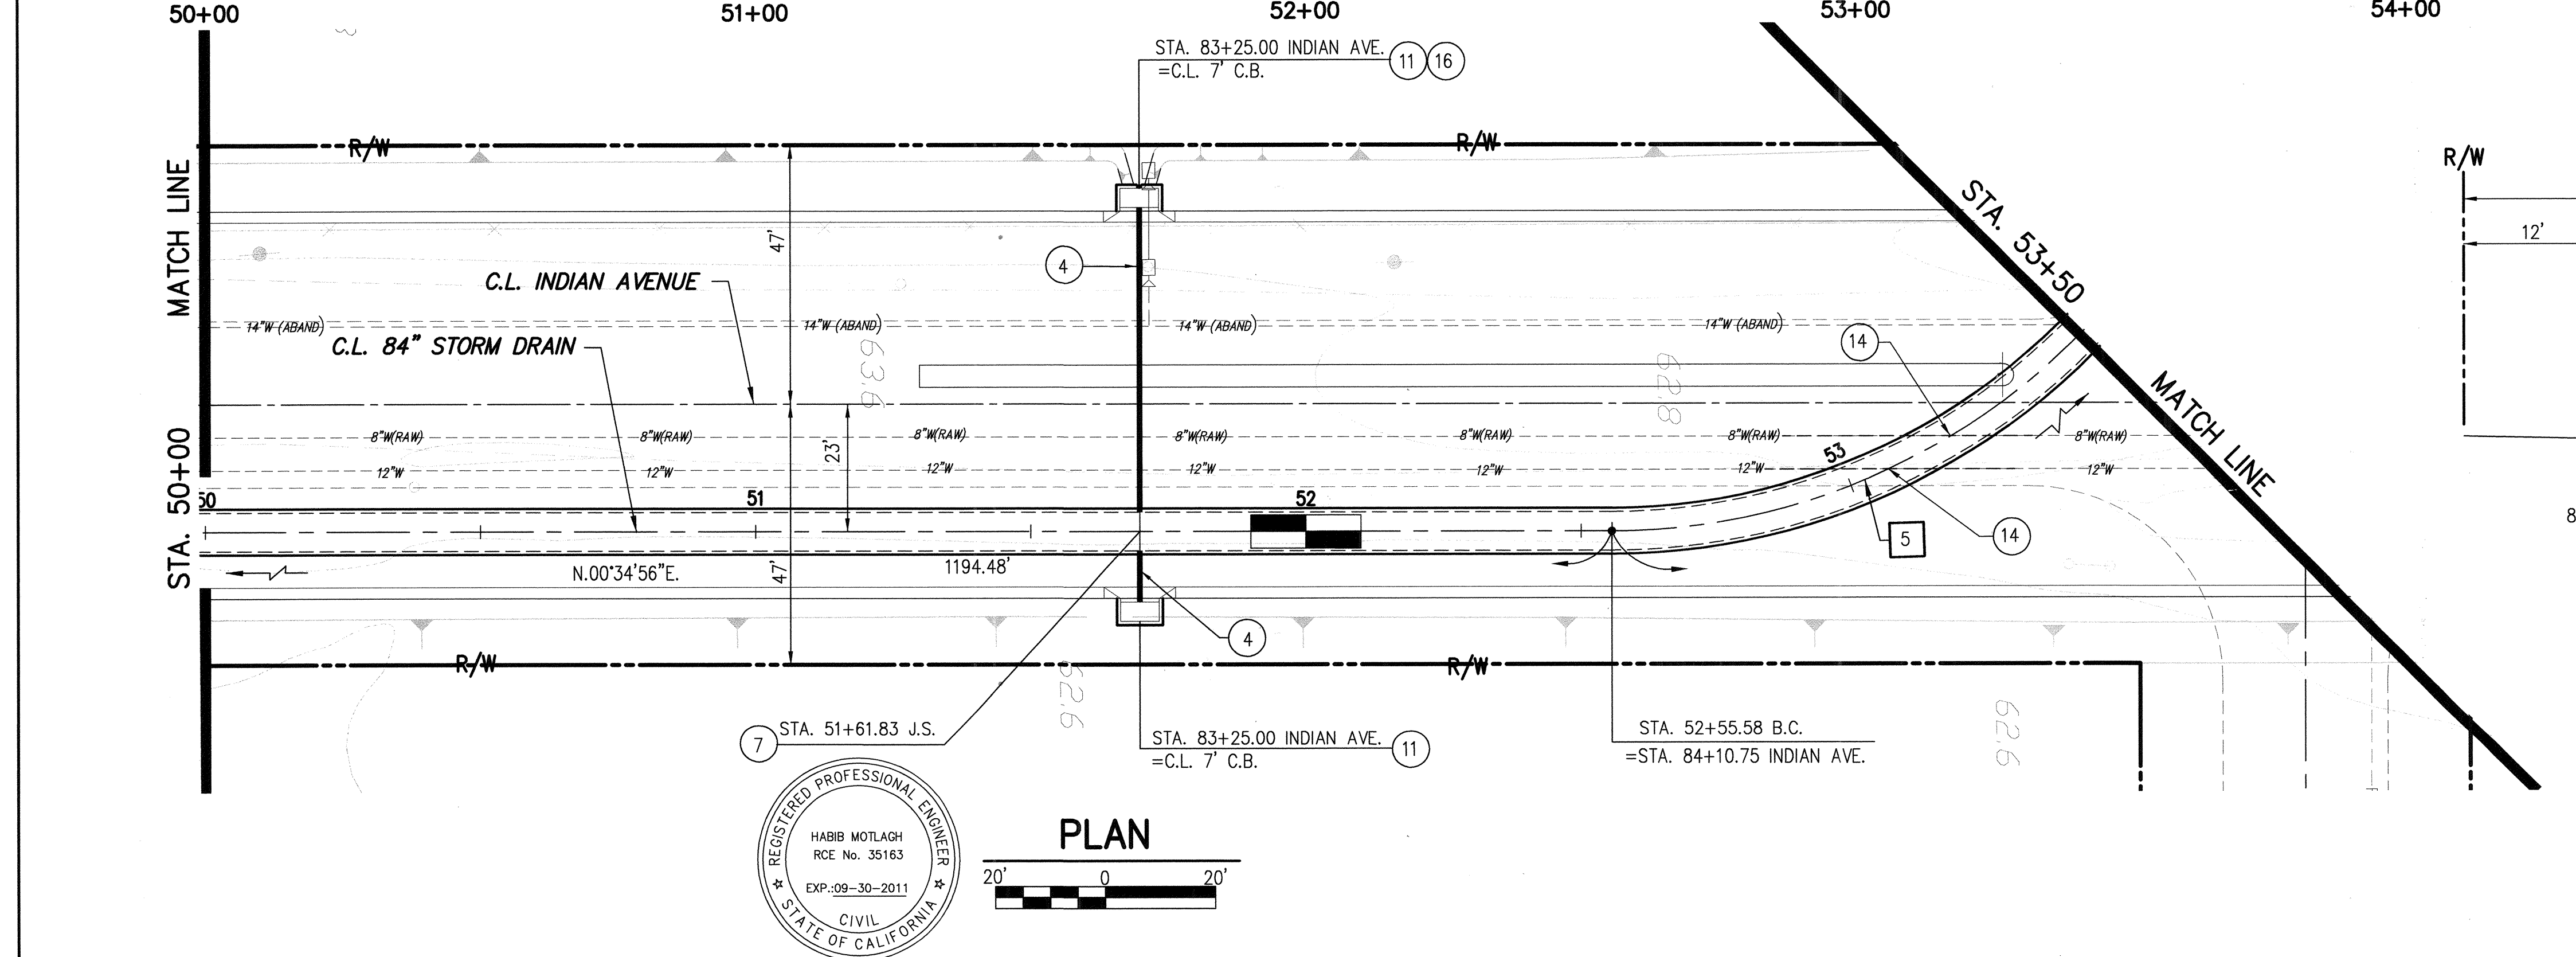 50+00
51+00
52+00
53+00
54+00
STA. 83+25.00 INDIAN AVE.
=C.L. 7' C.B.
11
16
R/W
R/W
R/W
MATCH LINE
STA. 50+00
47'
4
C.L. INDIAN AVENUE
STA. 53+50
MATCH LINE
12'
14"W (ABAND)
14"W (ABAND)
14"W (ABAND)
14"W (ABAND)
C.L. 84" STORM DRAIN
14
63.6
62.8
8"W(RAW)
8"W(RAW)
8"W(RAW)
8"W(RAW)
8"W(RAW)
8"W(RAW)
8"W(RAW)
23'
12"W
12"W
12"W
12"W
12"W
12"W
12"W
53
50
51
52
5
14
8
N.00°34'56"E.
47'
1194.48'
4
R/W
R/W
62.6
62.6
7
STA. 51+61.83 J.S.
STA. 83+25.00 INDIAN AVE.
=C.L. 7' C.B.
11
STA. 52+55.58 B.C.
=STA. 84+10.75 INDIAN AVE.
REGISTERED PROFESSIONAL ENGINEER
HABIB MOTLAGH
RCE No. 35163
EXP.:09-30-2011
CIVIL
STATE OF CALIFORNIA
PLAN
20'
0
20'